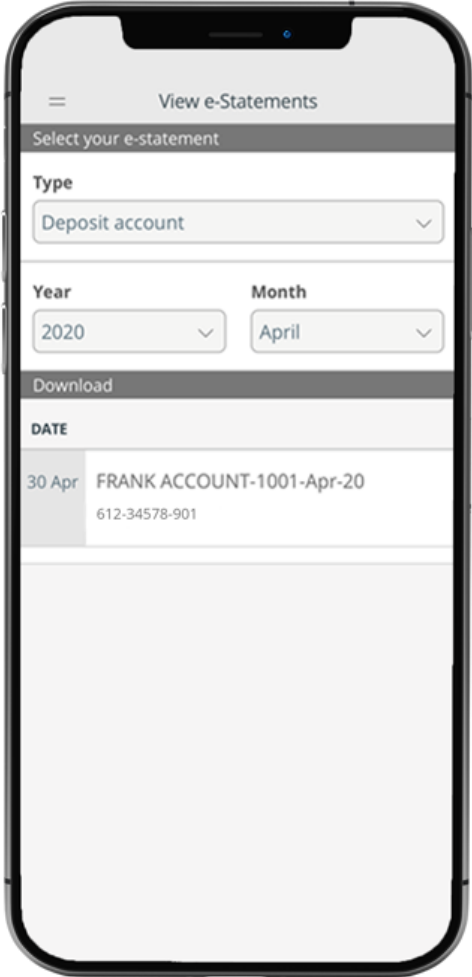 View e-Statements
Select your e-statement
Type
Deposit account
Year Month
2020 April
Download
DATE
30 Apr FRANK ACCOUNT-1001-Apr-20
612-34578-901